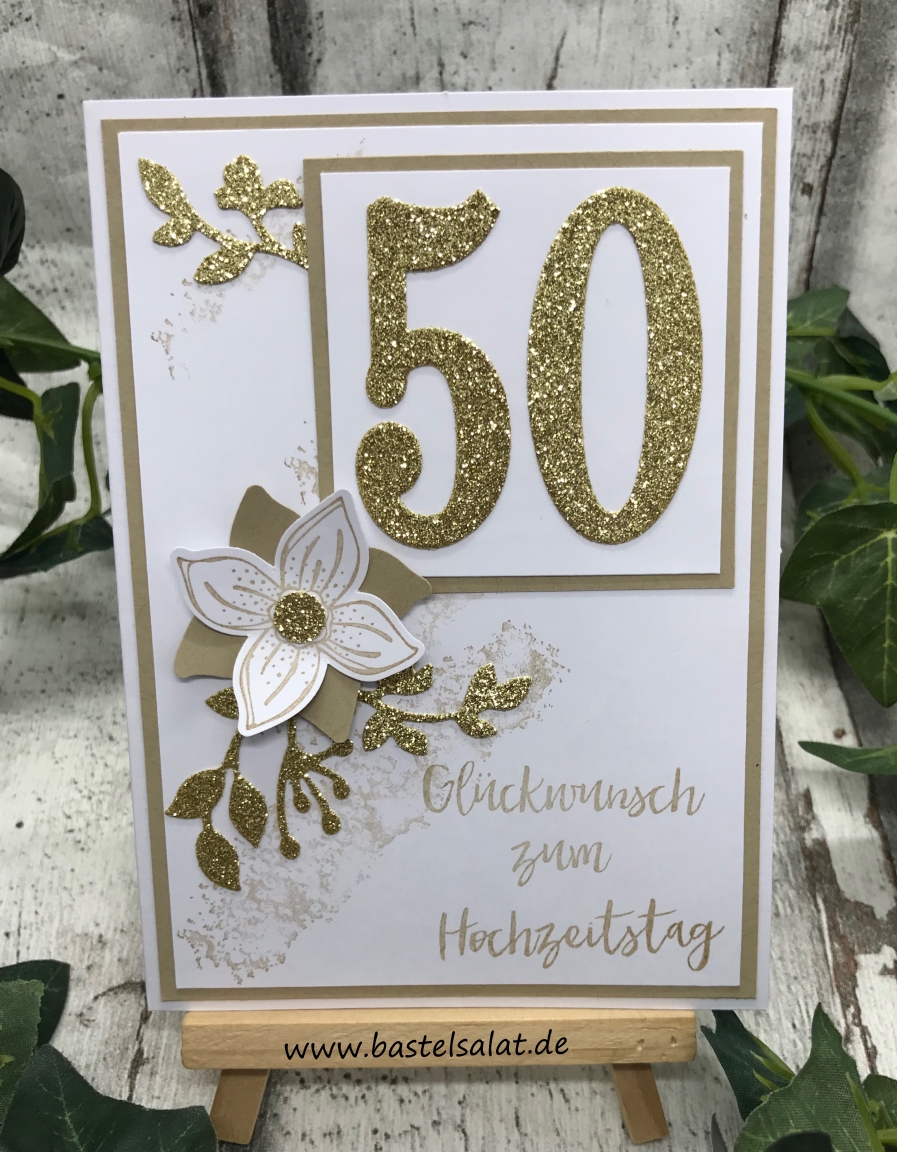 50
Glückwunsch
zum
Hochzeitstag
www.bastelsalat.de